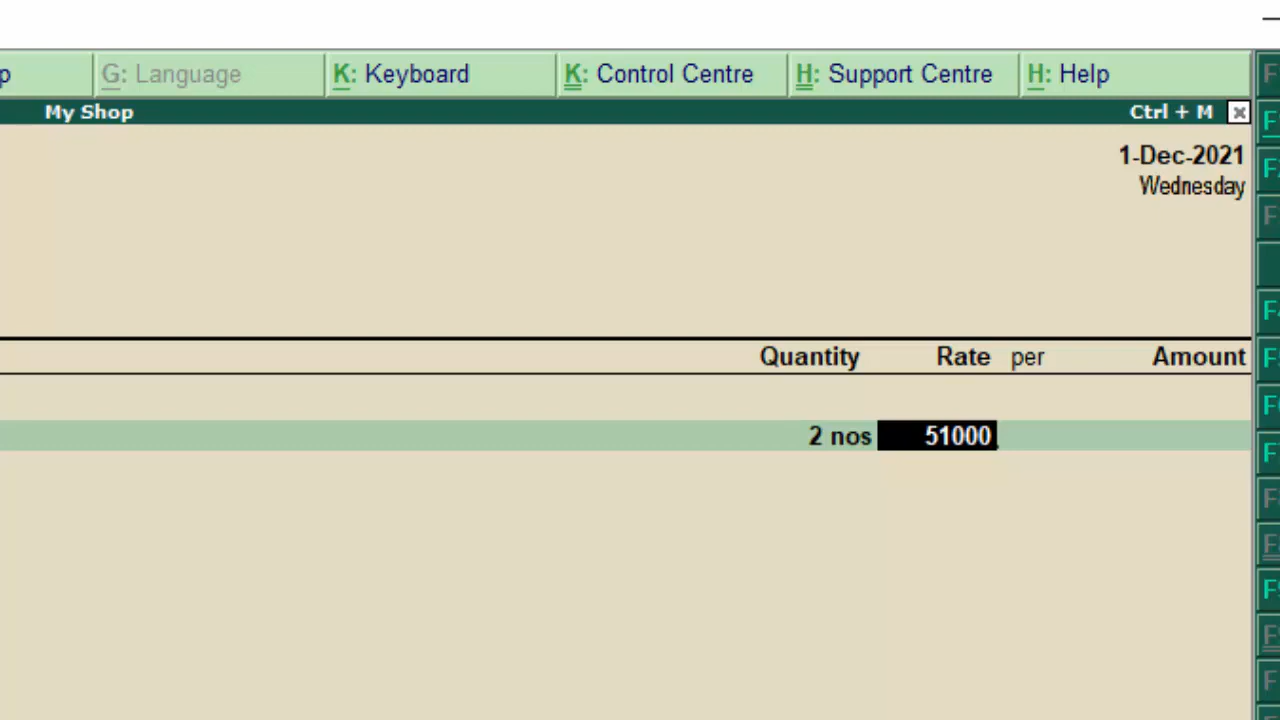 p G: Language K: Keyboard K: Control Centre H: Support Centre H: Help
My Shop Ctrl + M
1-Dec-2021
Wednesday
Quantity Rate per Amount
2 nos 51000